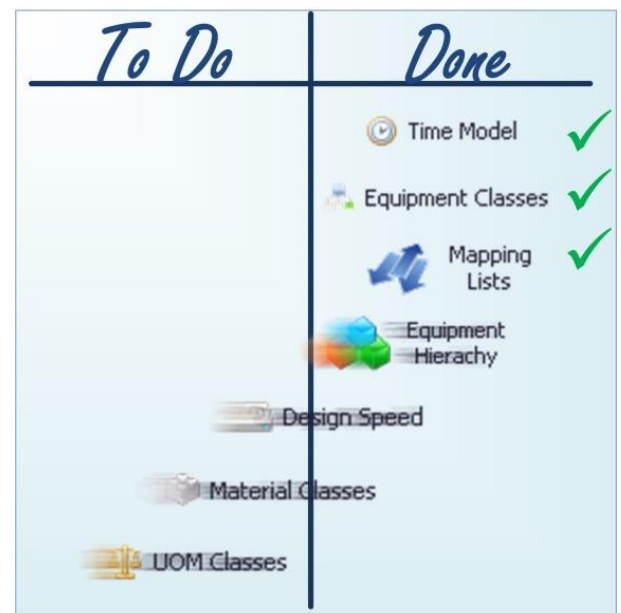 To Do
Done
Time Model
Equipment Classes
Mapping
Lists
Equipment
Hierachy
Design Speed
Material Classes
UOM Classes